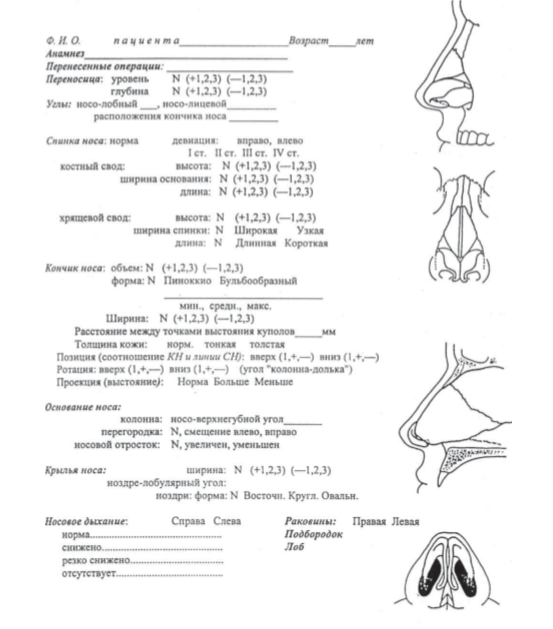 Ф. И. О. пациента_______________Возраст____лет
Анамнез_______________________________
Перенесенные операции: ___________________
Переносица: уровень N (+1,2,3) (—1,2,3)
глубина N (+1,2,3) (—1,2,3)
Углы: носо-лобный ___, носо-лицевой__________
расположения кончика носа ________
Спинка носа: норма девиация: вправо, влево
I ст. II ст. III ст. IV ст.
костный свод: высота: N (+1,2,3) (—1,2,3)
ширина основания: N (+1,2,3) (—1,2,3)
длина: N (+1,2,3) (—1,2,3)
хрящевой свод: высота: N (+1,2,3) (—1,2,3)
ширина спинки: N Широкая Узкая
длина: N Длинная Короткая
Кончик носа: объем: N (+1,2,3) (—1,2,3)
форма: N Пиноккио Бульбообразный
_________________________
мин., средн., макс.
Ширина: N (+1,2,3) (—1,2,3)
Расстояние между точками выстояния куполов_____мм
Толщина кожи: норм. тонкая толстая
Позиция (соотношение КН и линии СН): вверх (1,+,—) вниз (1,+,—)
Ротация: вверх (1,+,—) вниз (1,+,—) (угол "колонна-долька")
Проекция (выстояние): Норма Больше Меньше
Основание носа:
колонна: носо-верхнегубной угол______
перегородка: N, смещение влево, вправо
носовой отросток: N, увеличен, уменьшен
Крылья носа: ширина: N (+1,2,3) (—1,2,3)
ноздре-лобулярный угол:
ноздри: форма: N Восточн. Кругл. Овальн.
Носовое дыхание: Справа Слева Раковины: Правая Левая
норма........................................... Подбородок
снижено....................................... Лоб
резко снижено..............................
отсутствует..................................